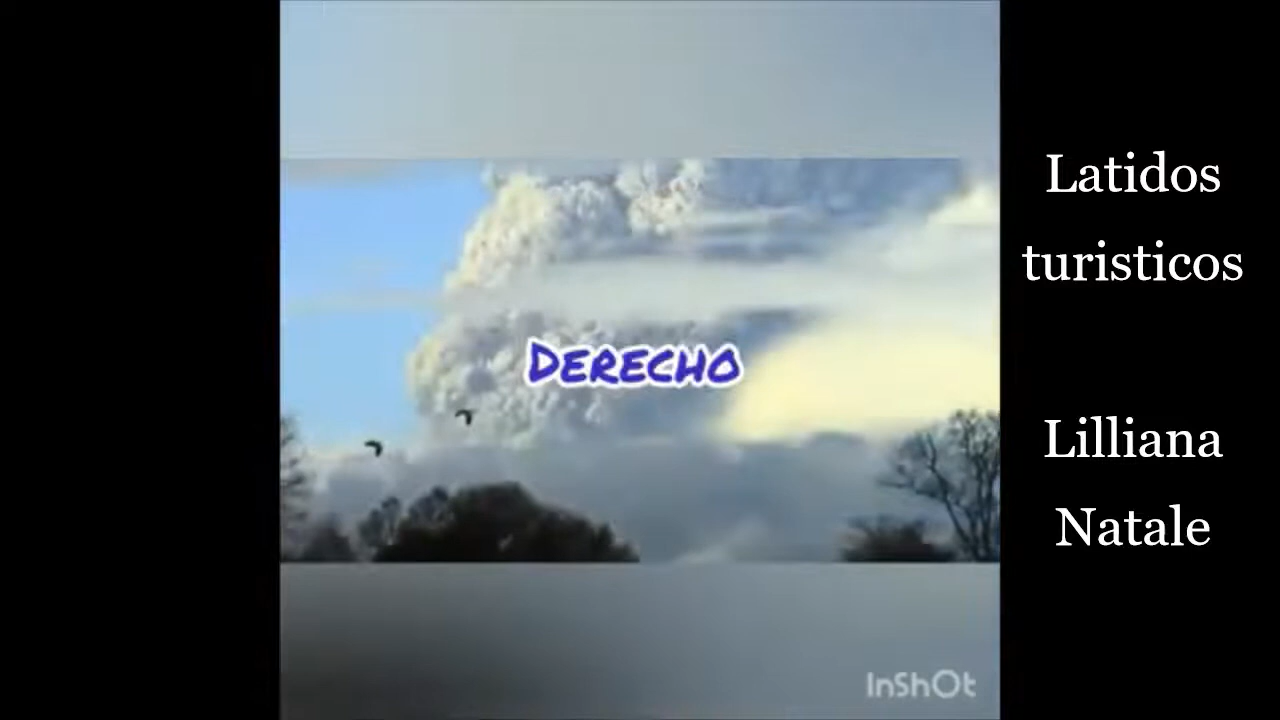 DERECHO
Latidos
turisticos
Lilliana
Natale
InShOt